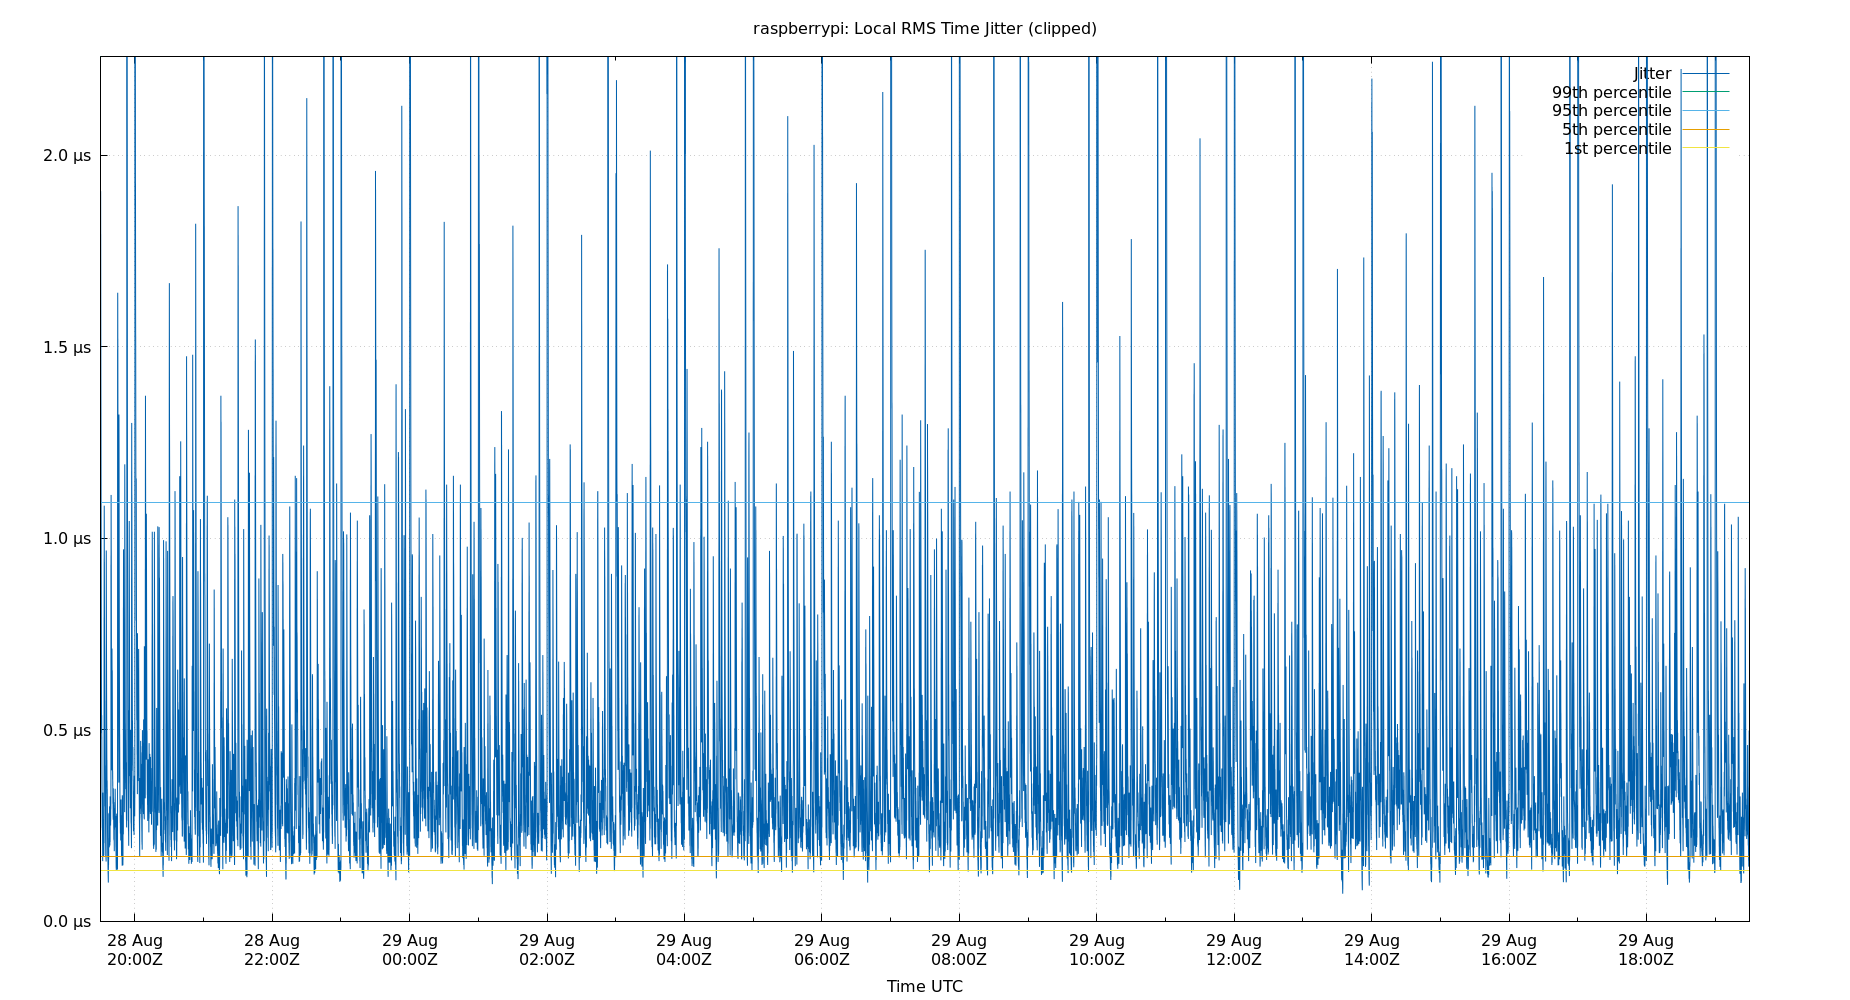 raspberrypi: Local RMS Time Jitter (clipped)
Jitter
99th percentile
95th percentile
5th percentile
1st percentile
2.0 µs
1.5 µs
1.0 µs
0.5 µs
0.0 µs
28 Aug 28 Aug 29 Aug 29 Aug 29 Aug 29 Aug 29 Aug 29 Aug 29 Aug 29 Aug 29 Aug 29 Aug
20:00Z 22:00Z 00:00Z 02:00Z 04:00Z 06:00Z 08:00Z 10:00Z 12:00Z 14:00Z 16:00Z 18:00Z
Time UTC